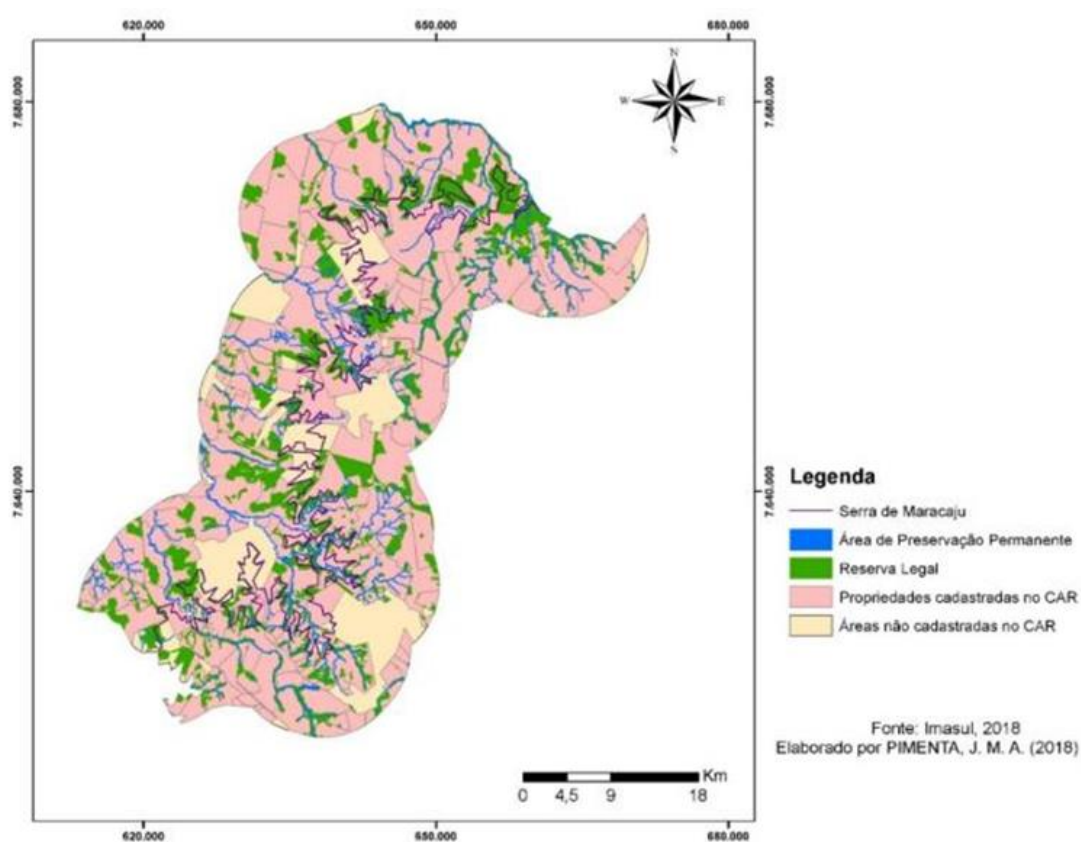 620.000 650.000 680.000
7.680.000 7.680.000
N
W E
S
7.640.000 7.640.000
Legenda
Serra de Maracaju
Área de Preservação Permanente
Reserva Legal
Propriedades cadastradas no CAR
Áreas não cadastradas no CAR
Fonte: Imasul, 2018
Elaborado por PIMENTA, J. M. A. (2018)
Km
0 4,5 9 18
620.000 650.000 680.000